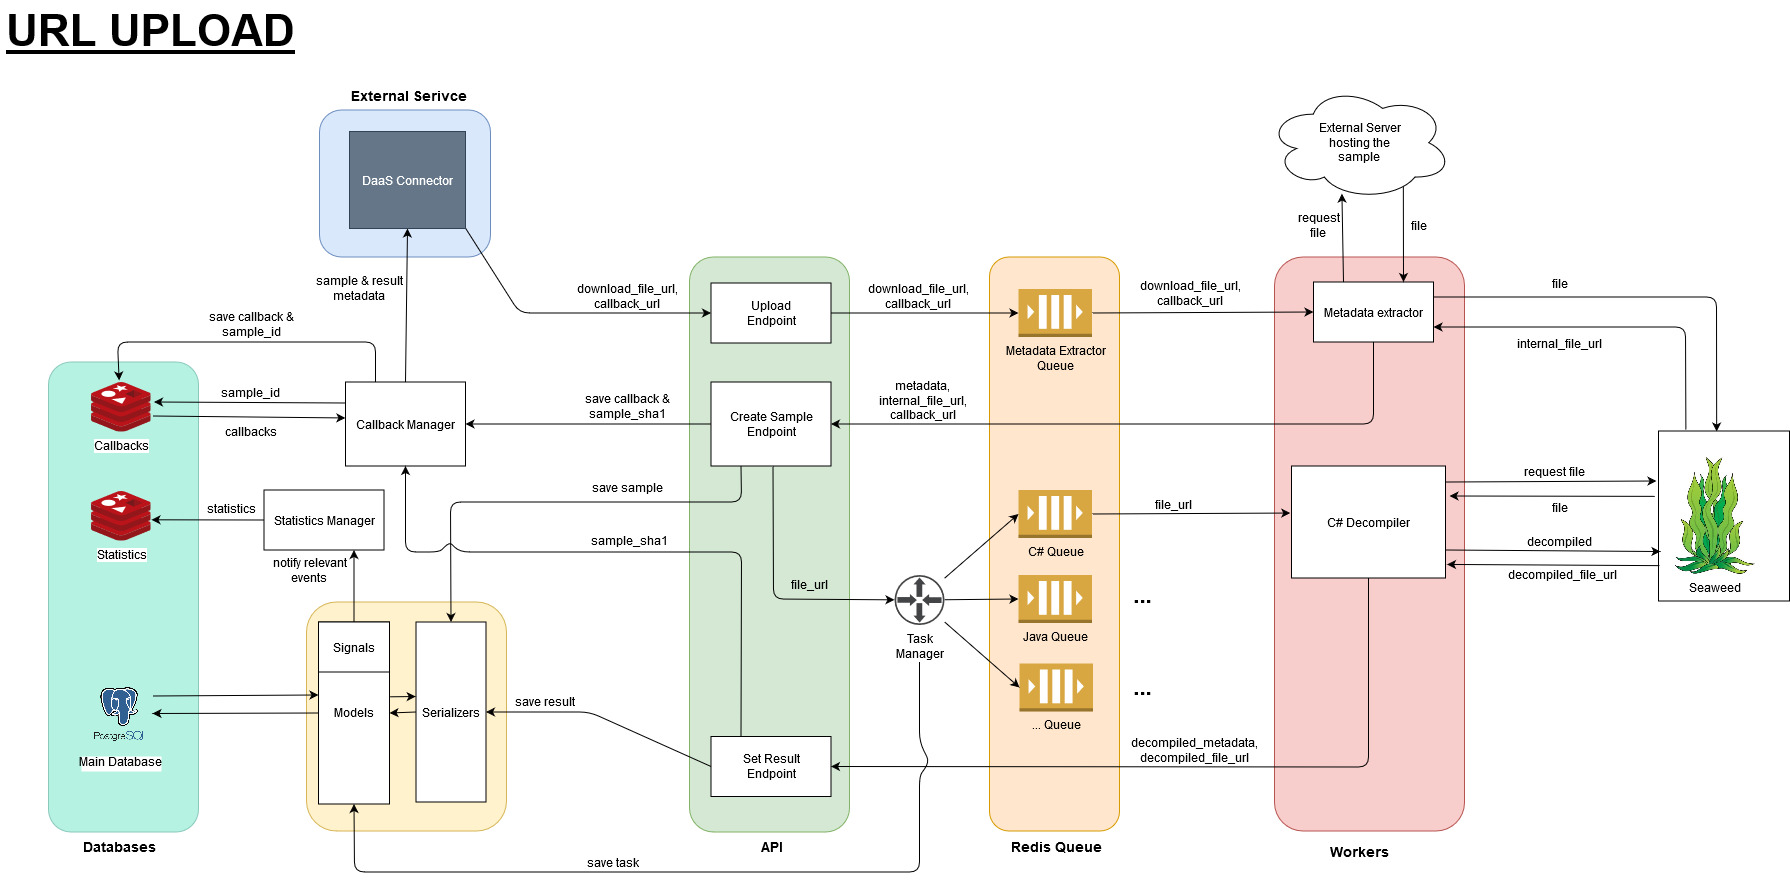 URL UPLOAD
External Serivce
DaaS Connector
External Server
hosting the
sample
request
file
file
sample & result
metadata
download_file_url,
callback_url
Upload
Endpoint
download_file_url,
callback_url
Metadata Extractor
Queue
download_file_url,
callback_url
Metadata extractor
file
internal_file_url
save callback &
sample_id
sample_id
callbacks
Callbacks
Callback Manager
save callback &
sample_sha1
Create Sample
Endpoint
metadata,
internal_file_url,
callback_url
save sample
statistics
Statistics
Statistics Manager
notify relevant
events
sample_sha1
file_url
C# Queue
file_url
C# Decompiler
request file
file
decompiled
decompiled_file_url
Seaweed
Task
Manager
Java Queue
...
... Queue
...
Signals
Models
Serializers
save result
PostgreSQL
Main Database
Set Result
Endpoint
decompiled_metadata,
decompiled_file_url
save task
Databases
API
Redis Queue
Workers